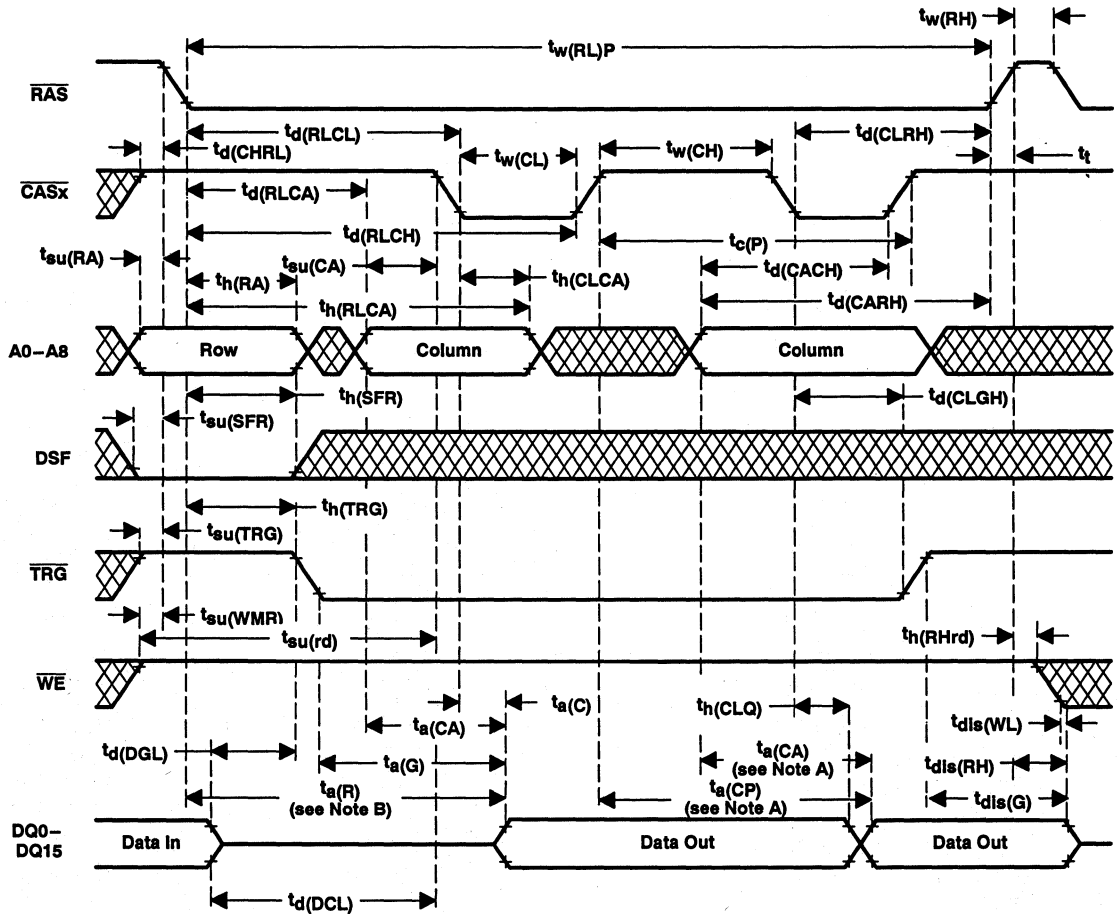 tw(RH)
tw(RL)P
RAS
td(RLCL)
td(CLRH)
td(CHRL)
tw(CL)
tw(CH)
tt
CASx
td(RLCA)
td(RLCH)
tc(P)
tsu(RA)
tsu(CA)
td(CACH)
th(RA)
th(CLCA)
th(RLCA)
td(CARH)
A0–A8
Row
Column
Column
th(SFR)
td(CLGH)
tsu(SFR)
DSF
th(TRG)
tsu(TRG)
TRG
tsu(WMR)
tsu(rd)
th(RHrd)
WE
ta(C)
th(CLQ)
ta(CA)
tdis(WL)
td(DGL)
ta(CA)
(see Note A)
ta(G)
tdis(RH)
ta(R)
(see Note B)
ta(CP)
(see Note A)
tdis(G)
DQ0–
DQ15
Data In
Data Out
Data Out
td(DCL)